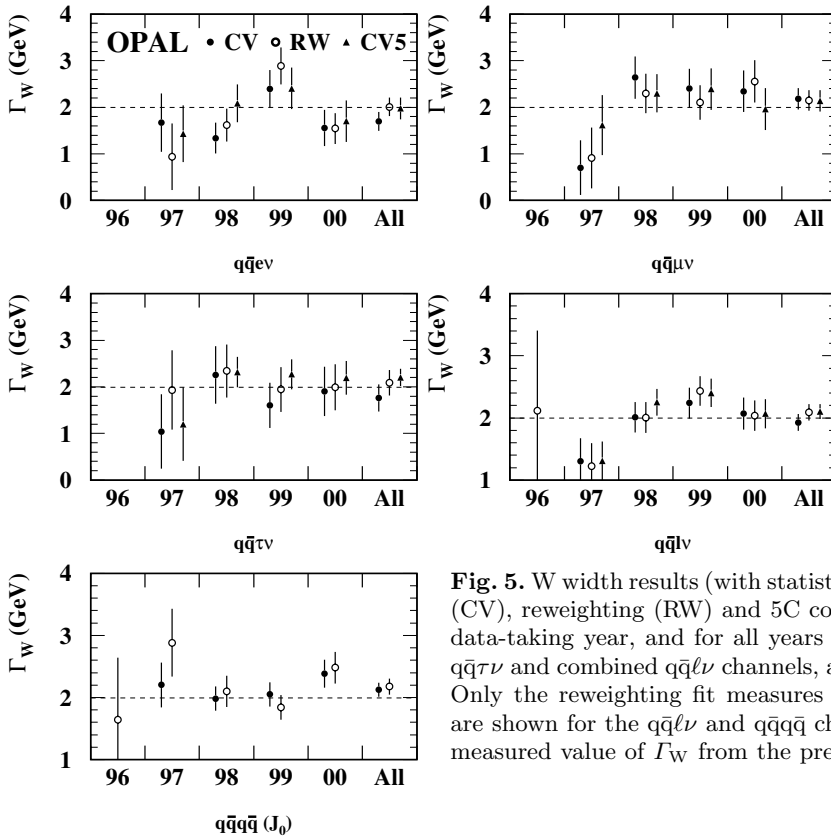 OPAL ● CV ○ RW ▲ CV5
Γ_W (GeV)
4
3
2
1
0
96 97 98 99 00 All
qq̄eν
Γ_W (GeV)
4
3
2
1
0
96 97 98 99 00 All
qq̄μν
Γ_W (GeV)
4
3
2
1
0
96 97 98 99 00 All
qq̄τν
Γ_W (GeV)
4
3
2
1
96 97 98 99 00 All
qq̄lν
Γ_W (GeV)
4
3
2
1
96 97 98 99 00 All
qq̄qq̄ (J₀)
Fig. 5. W width results (with statist
(CV), reweighting (RW) and 5C co
data-taking year, and for all years
qq̄τν and combined qq̄ℓν channels, a
Only the reweighting fit measures
are shown for the qq̄ℓν and qq̄qq̄ ch
measured value of Γ_W from the pre